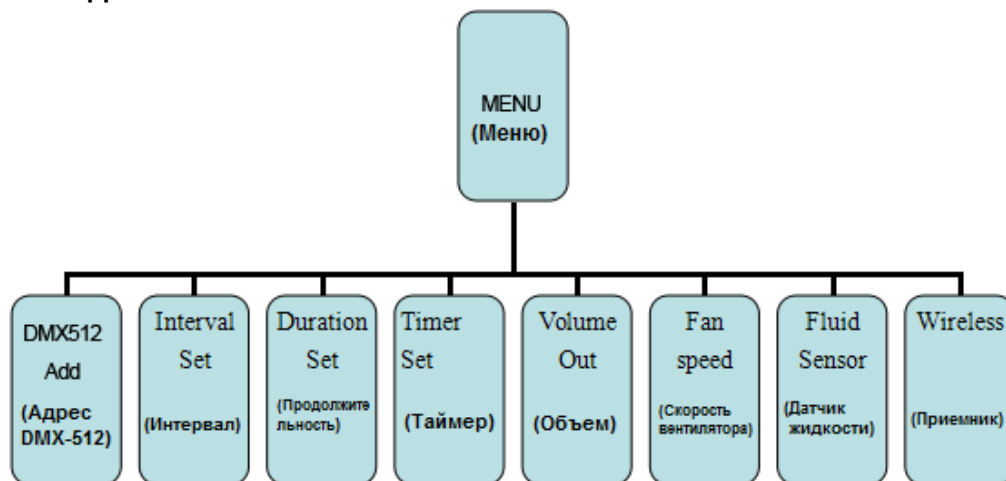 MENU
(Меню)
DMX512
Add
(Адрес
DMX-512)
Interval
Set
(Интервал)
Duration
Set
(Продолжите
льность)
Timer
Set
(Таймер)
Volume
Out
(Объем)
Fan
speed
(Скорость
вентилятора)
Fluid
Sensor
(Датчик
жидкости)
Wireless
(Приемник)